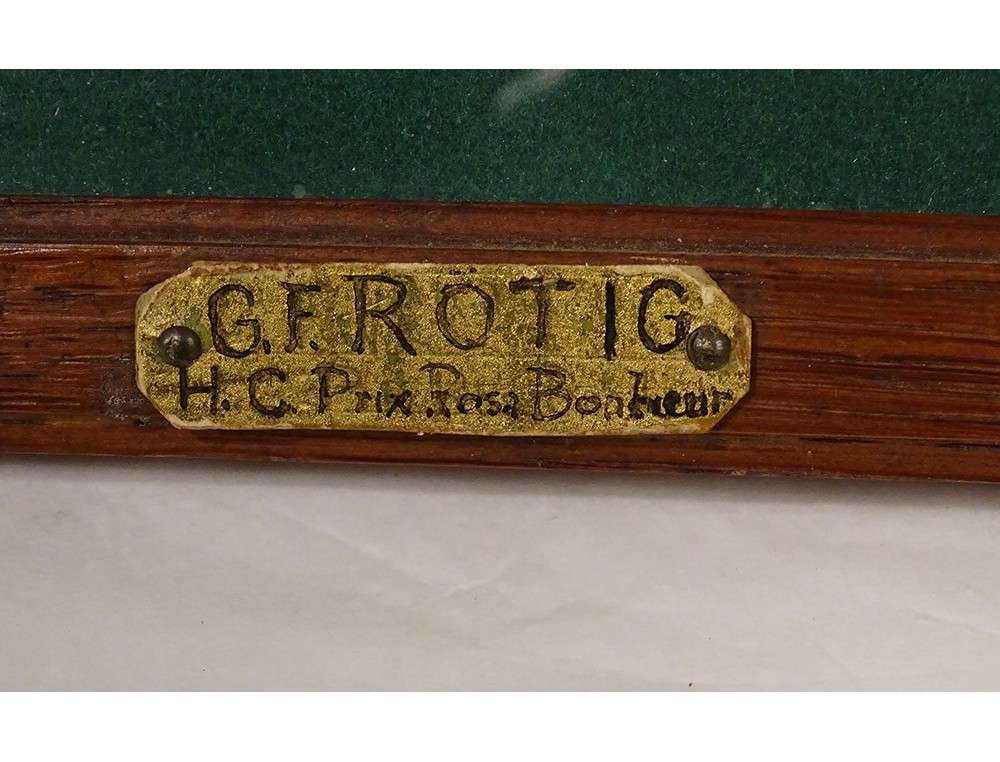 G.F. RÖTIG
H. C. Prix Rosa Bonheur